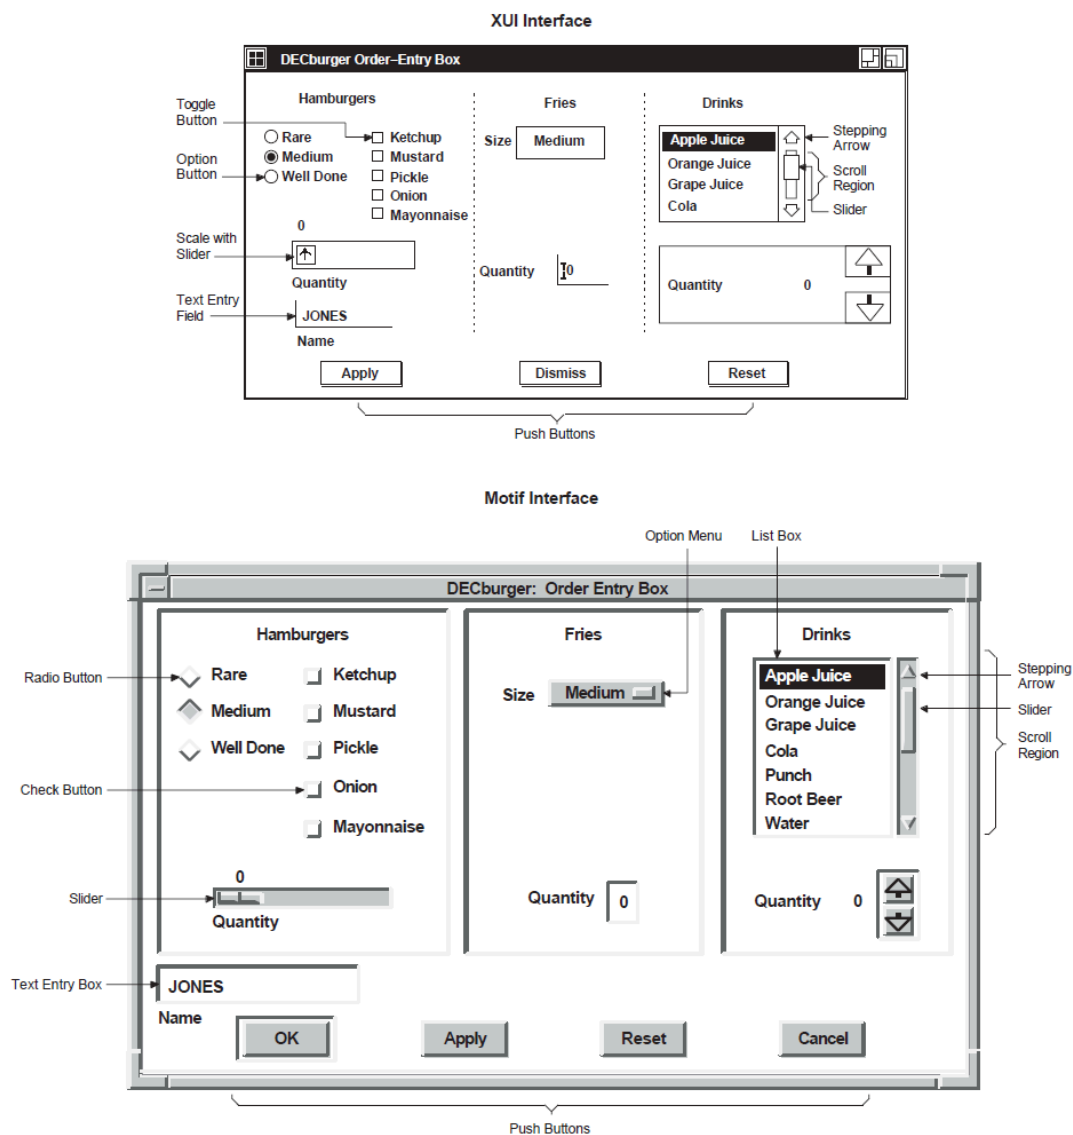 XUI Interface
DECburger Order–Entry Box
Hamburgers
Fries
Drinks
Toggle
Button
Option
Button
Rare
Medium
Well Done
Ketchup
Mustard
Pickle
Onion
Mayonnaise
Size
Medium
Apple Juice
Orange Juice
Grape Juice
Cola
Stepping
Arrow
Scroll
Region
Slider
Scale with
Slider
0
Quantity
Quantity
0
Quantity
0
Text Entry
Field
JONES
Name
Apply
Dismiss
Reset
Push Buttons
Motif Interface
Option Menu
List Box
DECburger: Order Entry Box
Hamburgers
Fries
Drinks
Radio Button
Rare
Medium
Well Done
Check Button
Ketchup
Mustard
Pickle
Onion
Mayonnaise
Size
Medium
Apple Juice
Orange Juice
Grape Juice
Cola
Punch
Root Beer
Water
Stepping
Arrow
Slider
Scroll
Region
Slider
0
Quantity
Quantity
0
Quantity
0
Text Entry Box
JONES
Name
OK
Apply
Reset
Cancel
Push Buttons